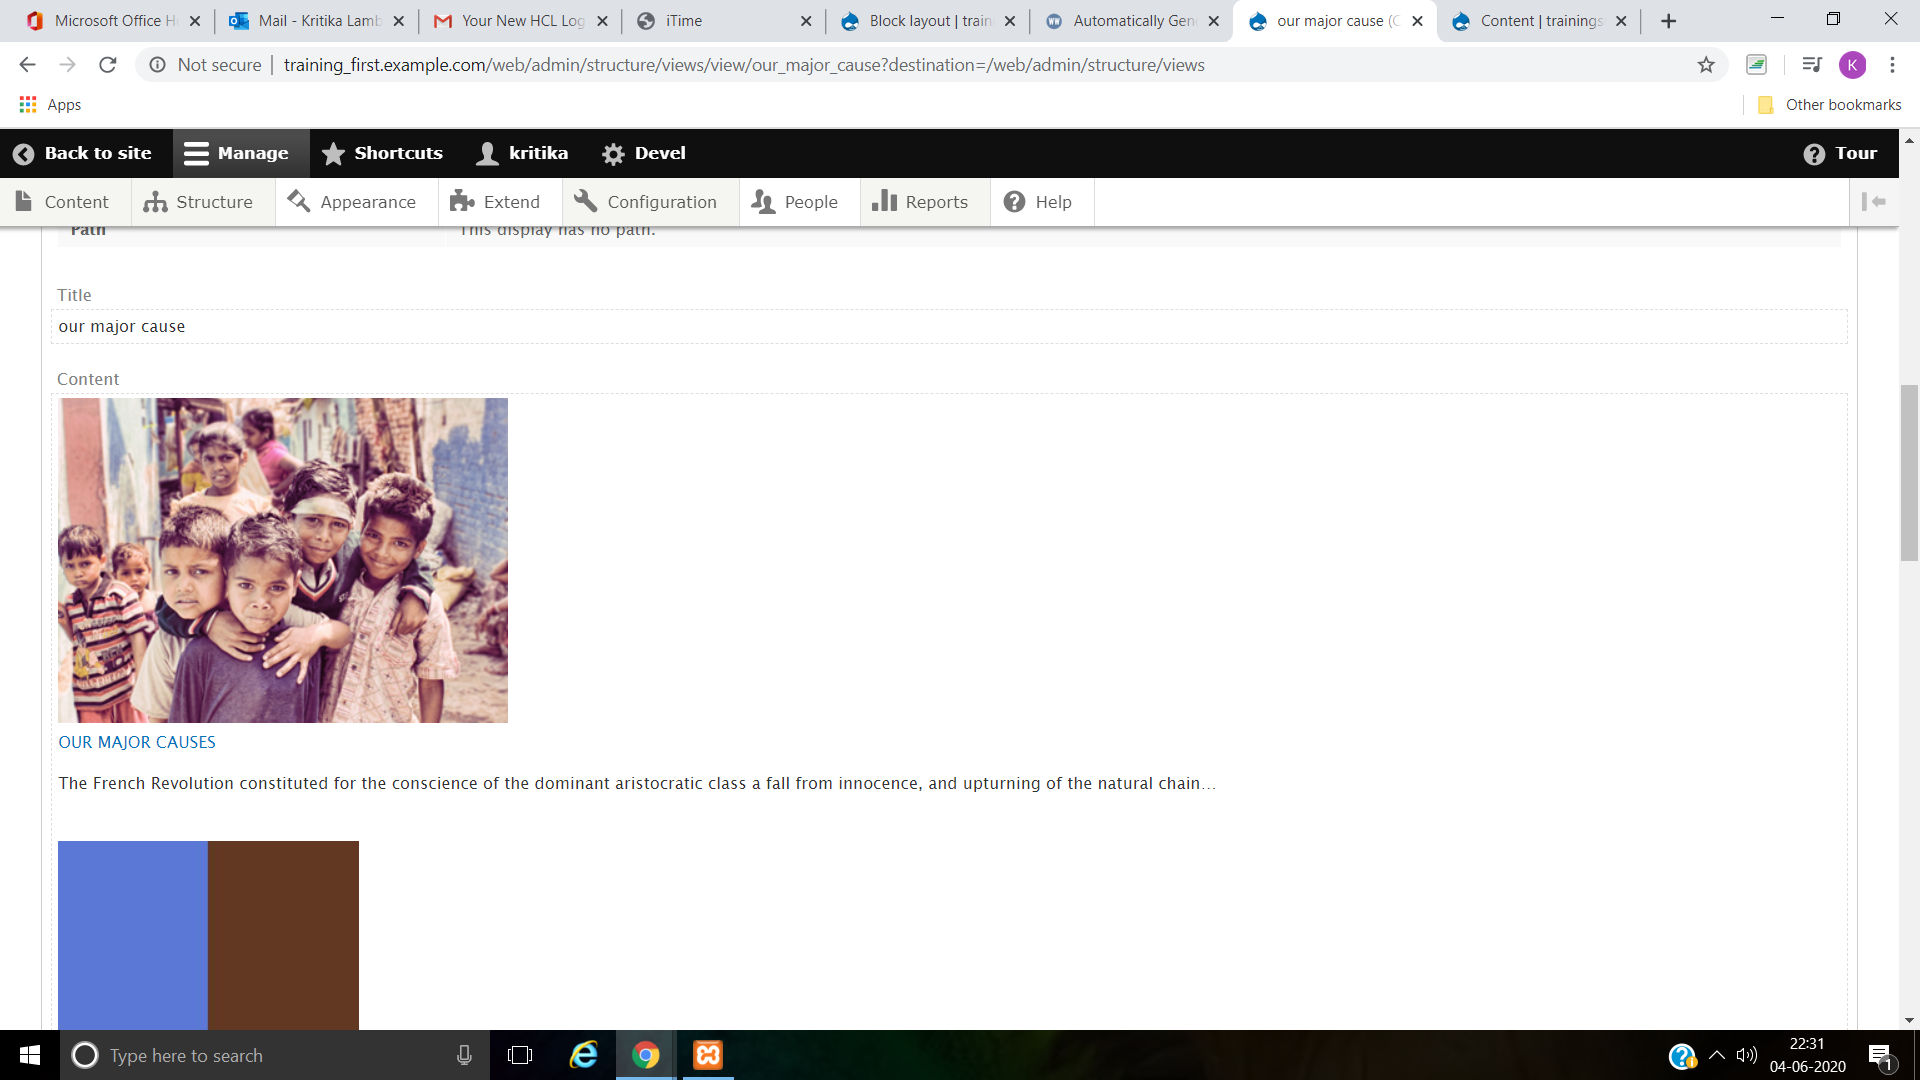 Microsoft Office H
Mail - Kritika Lamb
Your New HCL Log
iTime
Block layout | train
Automatically Gen
our major cause (C
Content | trainings
Not secure | training_first.example.com/web/admin/structure/views/view/our_major_cause?destination=/web/admin/structure/views
K
Apps
Other bookmarks
Back to site
Manage
Shortcuts
kritika
Devel
Tour
Content
Structure
Appearance
Extend
Configuration
People
Reports
Help
Path
This display has no path.
Title
our major cause
Content
OUR MAJOR CAUSES
The French Revolution constituted for the conscience of the dominant aristocratic class a fall from innocence, and upturning of the natural chain...
Type here to search
22:31
04-06-2020
1